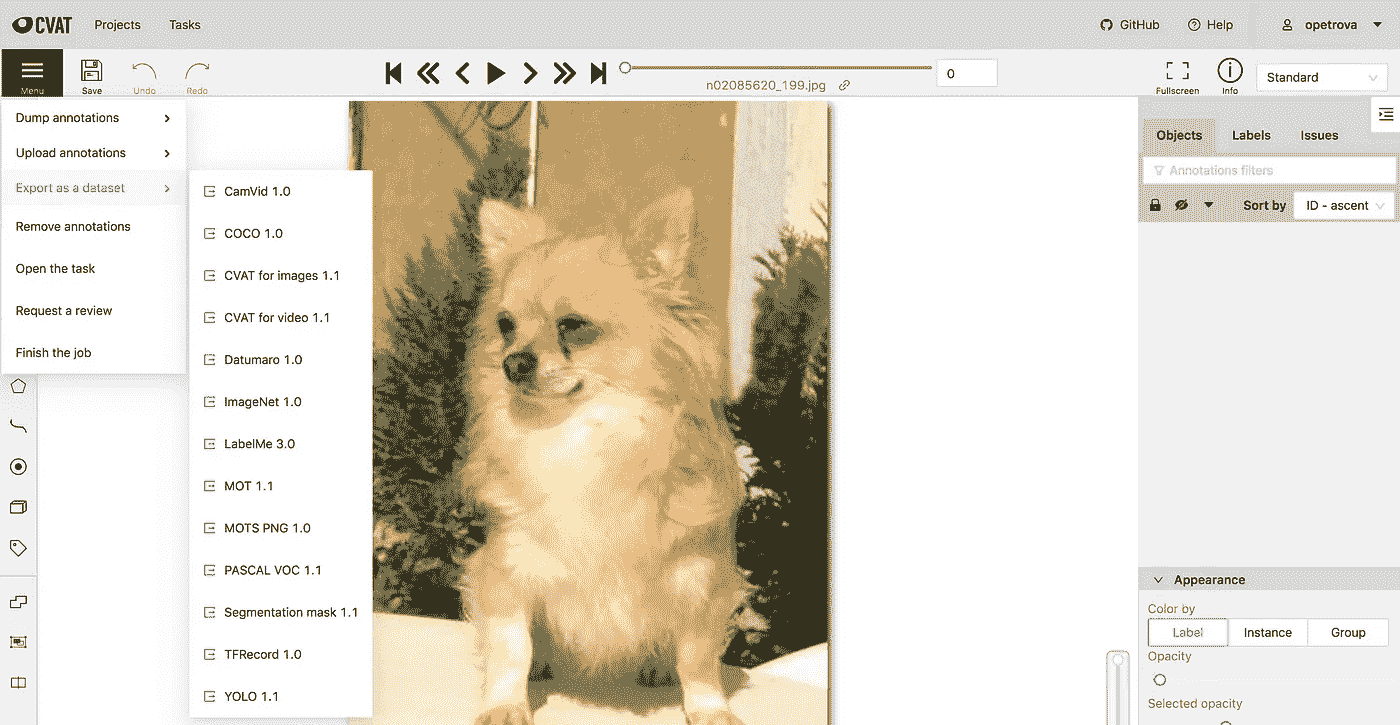 CVAT Projects Tasks GitHub Help opetrova
Menu Save Undo Redo n02085620_199.jpg 0 Fullscreen Info Standard
Dump annotations
Upload annotations
Export as a dataset
Remove annotations
Open the task
Request a review
Finish the job
CamVid 1.0
COCO 1.0
CVAT for images 1.1
CVAT for video 1.1
Datumaro 1.0
ImageNet 1.0
LabelMe 3.0
MOT 1.1
MOTS PNG 1.0
PASCAL VOC 1.1
Segmentation mask 1.1
TFRecord 1.0
YOLO 1.1
Objects Labels Issues
Annotations filters
Sort by ID - ascent
Appearance
Color by
Label Instance Group
Opacity
Selected opacity